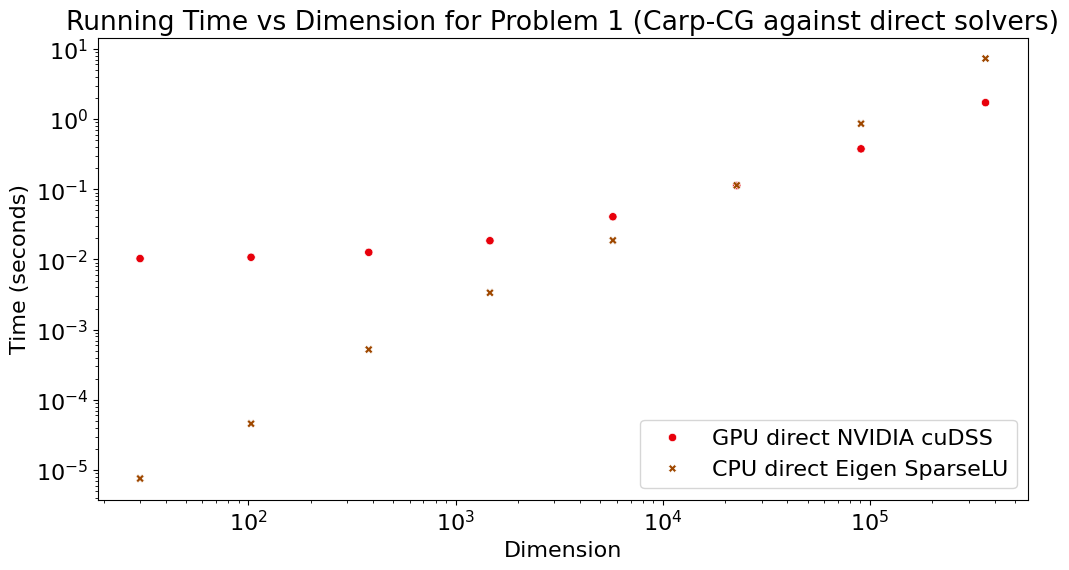 Running Time vs Dimension for Problem 1 (Carp-CG against direct solvers)
Time (seconds)
10¹
10⁰
10⁻¹
10⁻²
10⁻³
10⁻⁴
10⁻⁵
GPU direct NVIDIA cuDSS
CPU direct Eigen SparseLU
10² 10³ 10⁴ 10⁵
Dimension